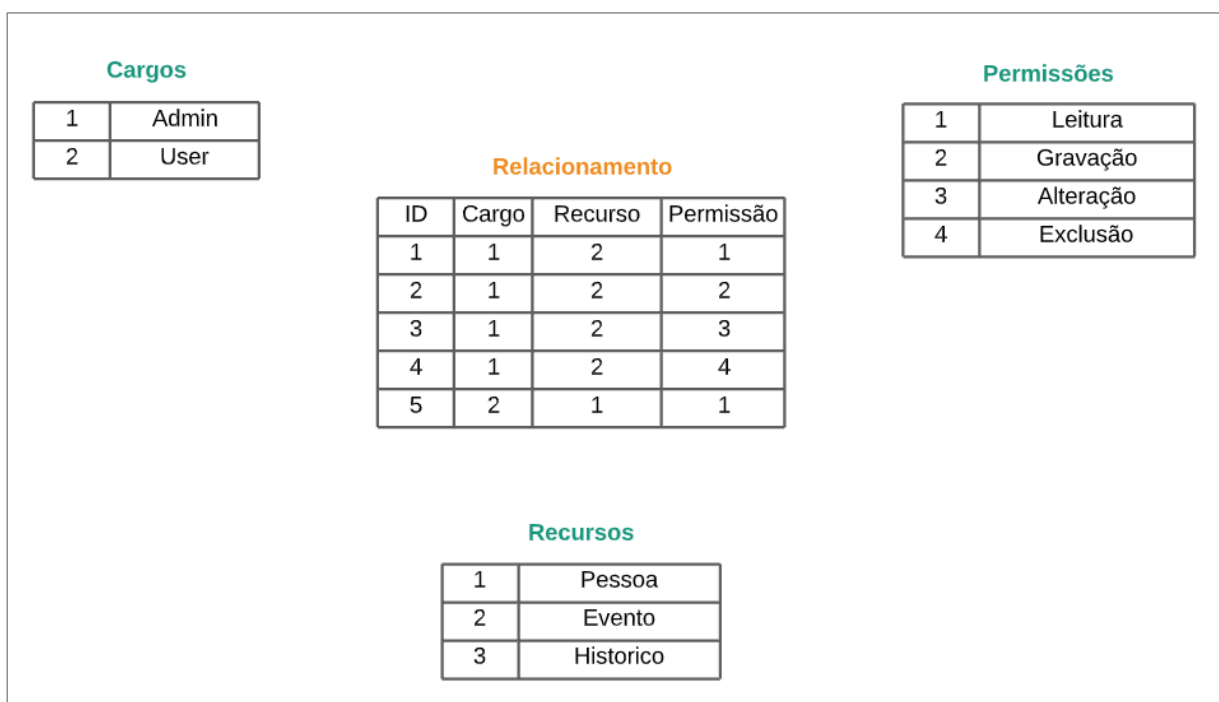 Cargos
1 Admin
2 User
Permissões
1 Leitura
2 Gravação
3 Alteração
4 Exclusão
Relacionamento
ID Cargo Recurso Permissão
1 1 2 1
2 1 2 2
3 1 2 3
4 1 2 4
5 2 1 1
Recursos
1 Pessoa
2 Evento
3 Historico